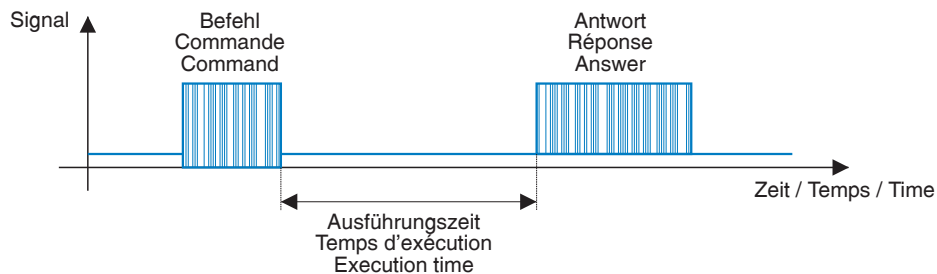 Signal
Befehl
Commande
Command
Antwort
Réponse
Answer
Zeit / Temps / Time
Ausführungszeit
Temps d'exécution
Execution time